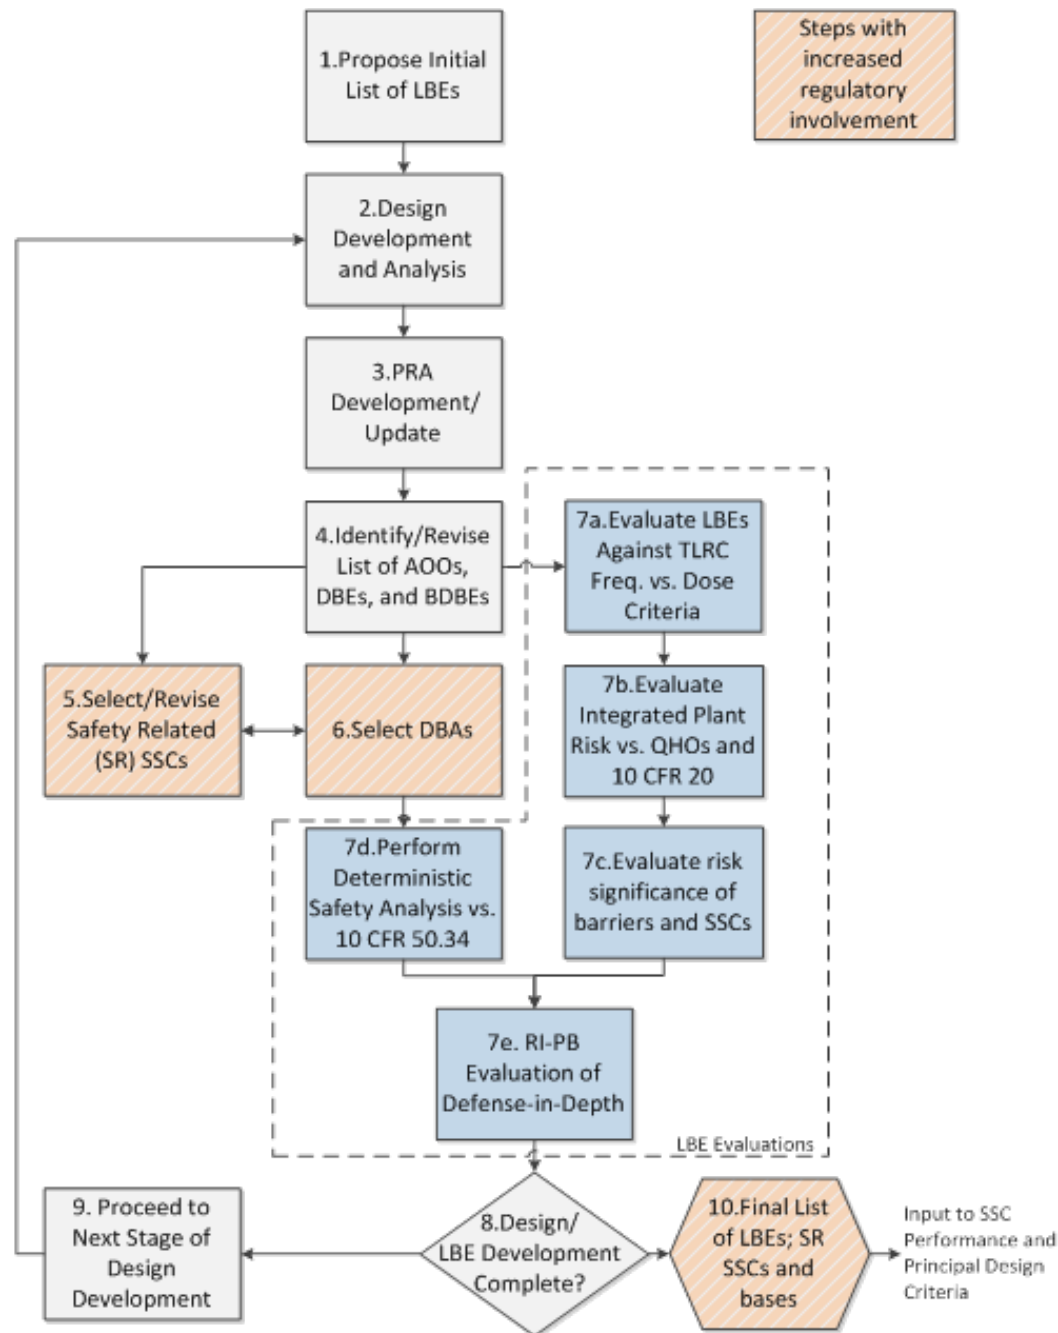 1.Propose Initial
List of LBEs
Steps with
increased
regulatory
involvement
2.Design
Development
and Analysis
3.PRA
Development/
Update
4.Identify/Revise
List of AOOs,
DBEs, and BDBEs
7a.Evaluate LBEs
Against TLRC
Freq. vs. Dose
Criteria
5.Select/Revise
Safety Related
(SR) SSCs
6.Select DBAs
7b.Evaluate
Integrated Plant
Risk vs. QHOs and
10 CFR 20
7d.Perform
Deterministic
Safety Analysis vs.
10 CFR 50.34
7c.Evaluate risk
significance of
barriers and SSCs
7e. RI-PB
Evaluation of
Defense-in-Depth
LBE Evaluations
9. Proceed to
Next Stage of
Design
Development
8.Design/
LBE Development
Complete?
10.Final List
of LBEs; SR
SSCs and
bases
Input to SSC
Performance and
Principal Design
Criteria